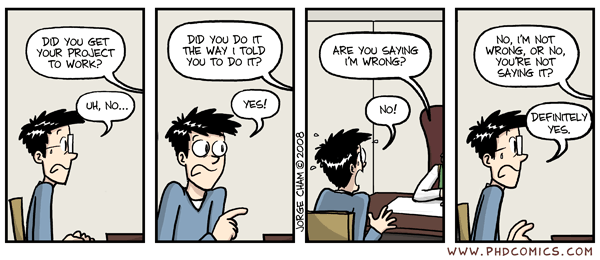 DID YOU GET
YOUR PROJECT
TO WORK?
UH, NO...
DID YOU DO IT
THE WAY I TOLD
YOU TO DO IT?
YES!
JORGE CHAM © 2008
ARE YOU SAYING
I'M WRONG?
NO!
NO, I'M NOT
WRONG, OR NO,
YOU'RE NOT
SAYING IT?
DEFINITELY
YES.
WWW.PHDCOMICS.COM